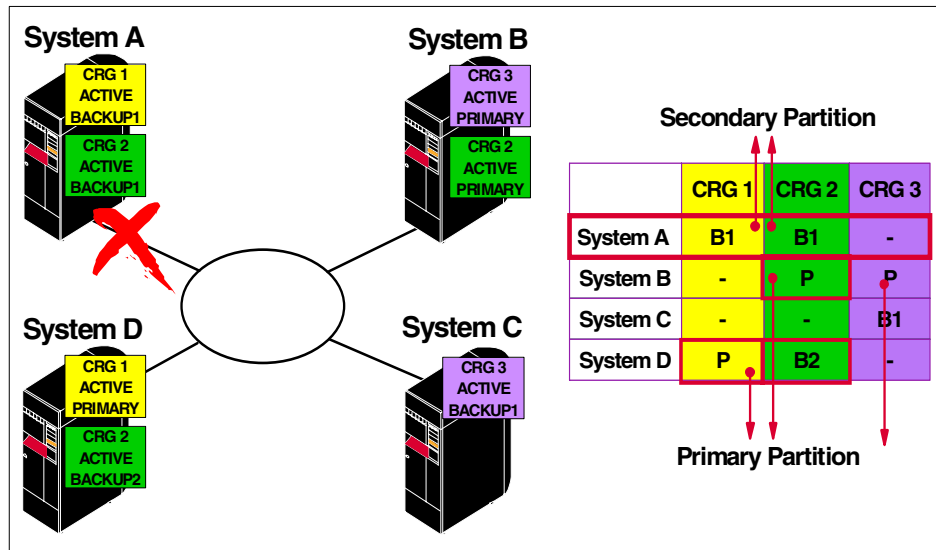 System A
CRG 1
ACTIVE
BACKUP1
CRG 2
ACTIVE
BACKUP1
System B
CRG 3
ACTIVE
PRIMARY
CRG 2
ACTIVE
PRIMARY
System D
CRG 1
ACTIVE
PRIMARY
CRG 2
ACTIVE
BACKUP2
System C
CRG 3
ACTIVE
BACKUP1
Secondary Partition
CRG 1 CRG 2 CRG 3
System A B1 B1 -
System B - P P
System C - - B1
System D P B2 -
Primary Partition